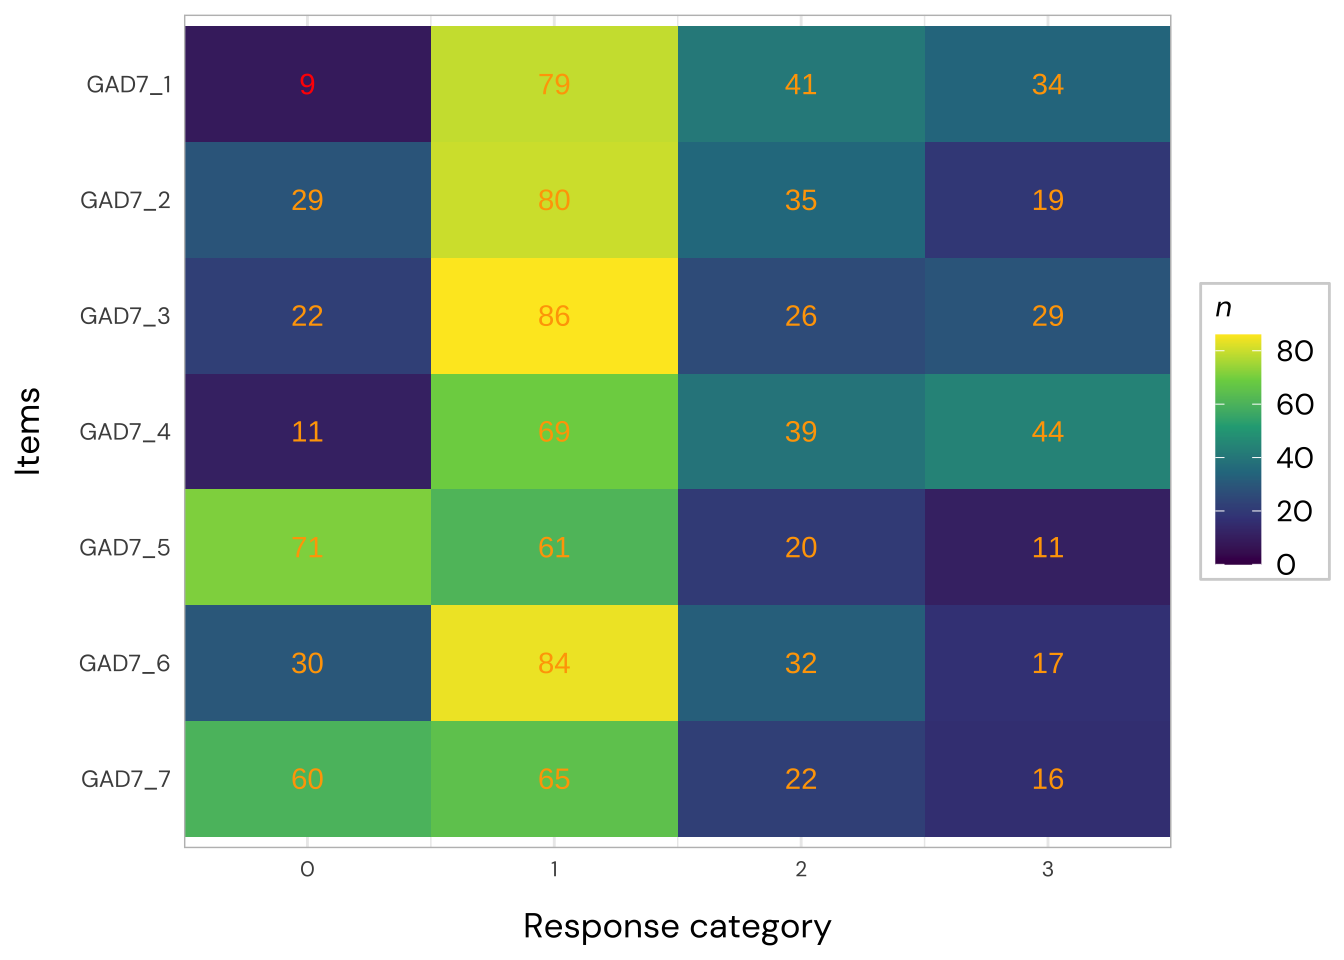 GAD7_1 9 79 41 34
GAD7_2 29 80 35 19
GAD7_3 22 86 26 29
GAD7_4 11 69 39 44
GAD7_5 71 61 20 11
GAD7_6 30 84 32 17
GAD7_7 60 65 22 16
0 1 2 3
Response category
Items
n
80
60
40
20
0